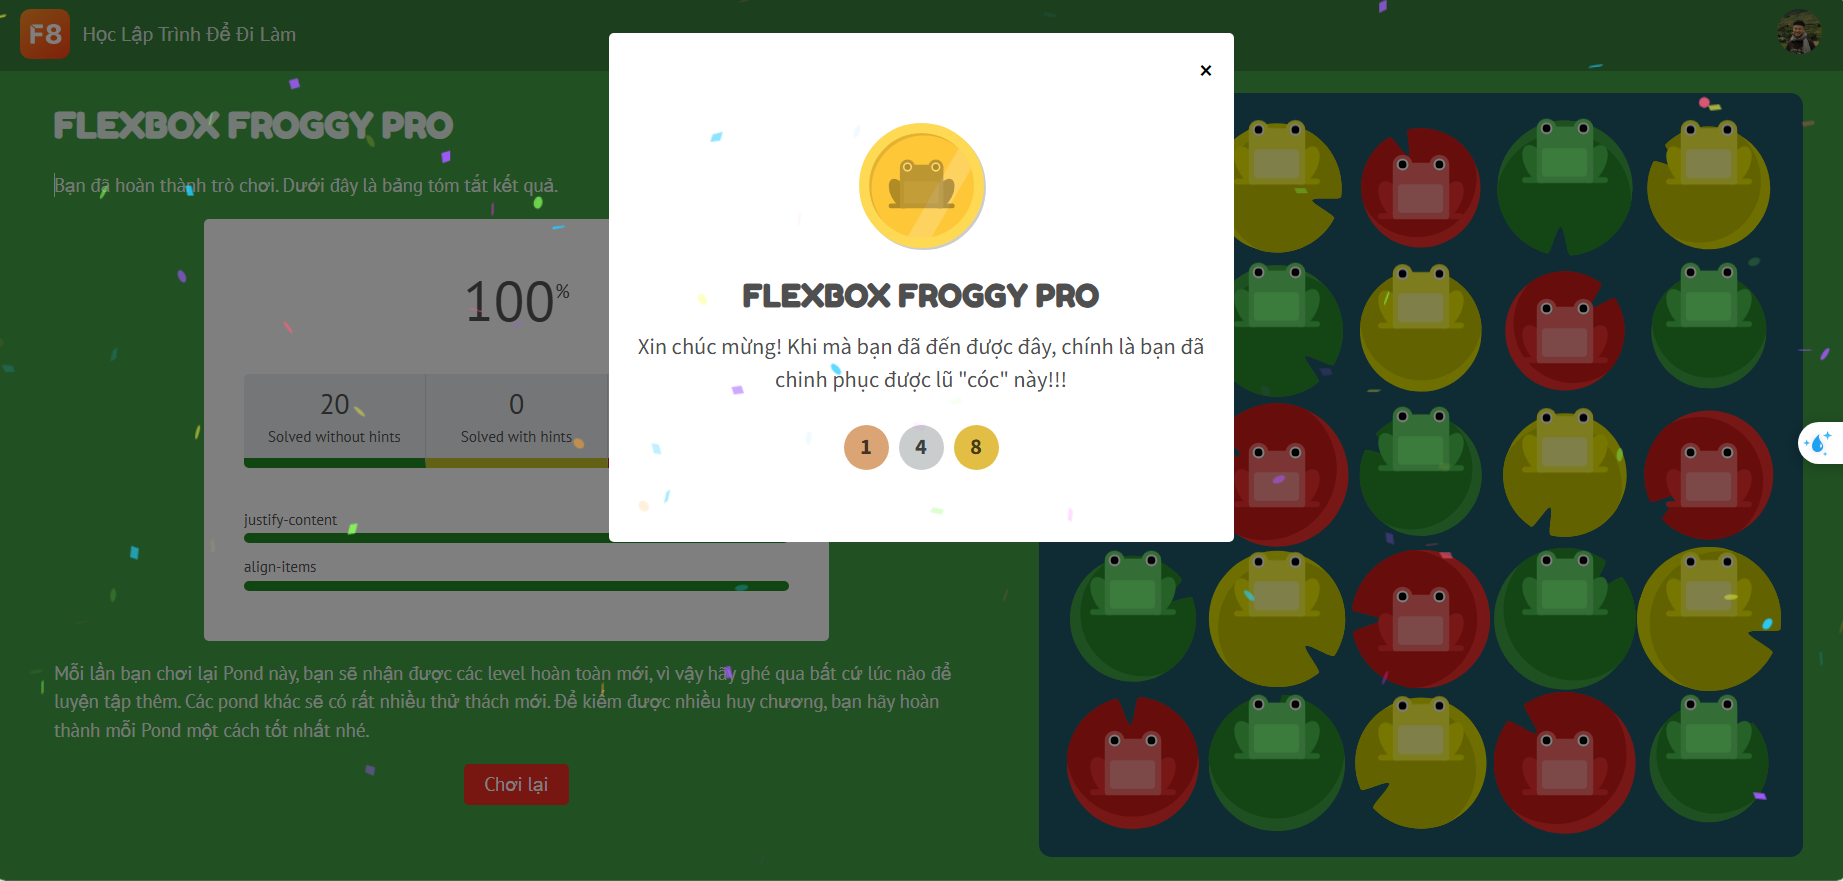 F8 Học Lập Trình Để Đi Làm
×
FLEXBOX FROGGY PRO
Bạn đã hoàn thành trò chơi. Dưới đây là bảng tóm tắt kết quả.
100%
20
Solved without hints
0
Solved with hints
justify-content
align-items
Mỗi lần bạn chơi lại Pond này, bạn sẽ nhận được các level hoàn toàn mới, vì vậy hãy ghé qua bất cứ lúc nào để
luyện tập thêm. Các pond khác sẽ có rất nhiều thử thách mới. Để kiếm được nhiều huy chương, bạn hãy hoàn
thành mỗi Pond một cách tốt nhất nhé.
Chơi lại
FLEXBOX FROGGY PRO
Xin chúc mừng! Khi mà bạn đã đến được đây, chính là bạn đã
chinh phục được lũ "cóc" này!!!
1 4 8